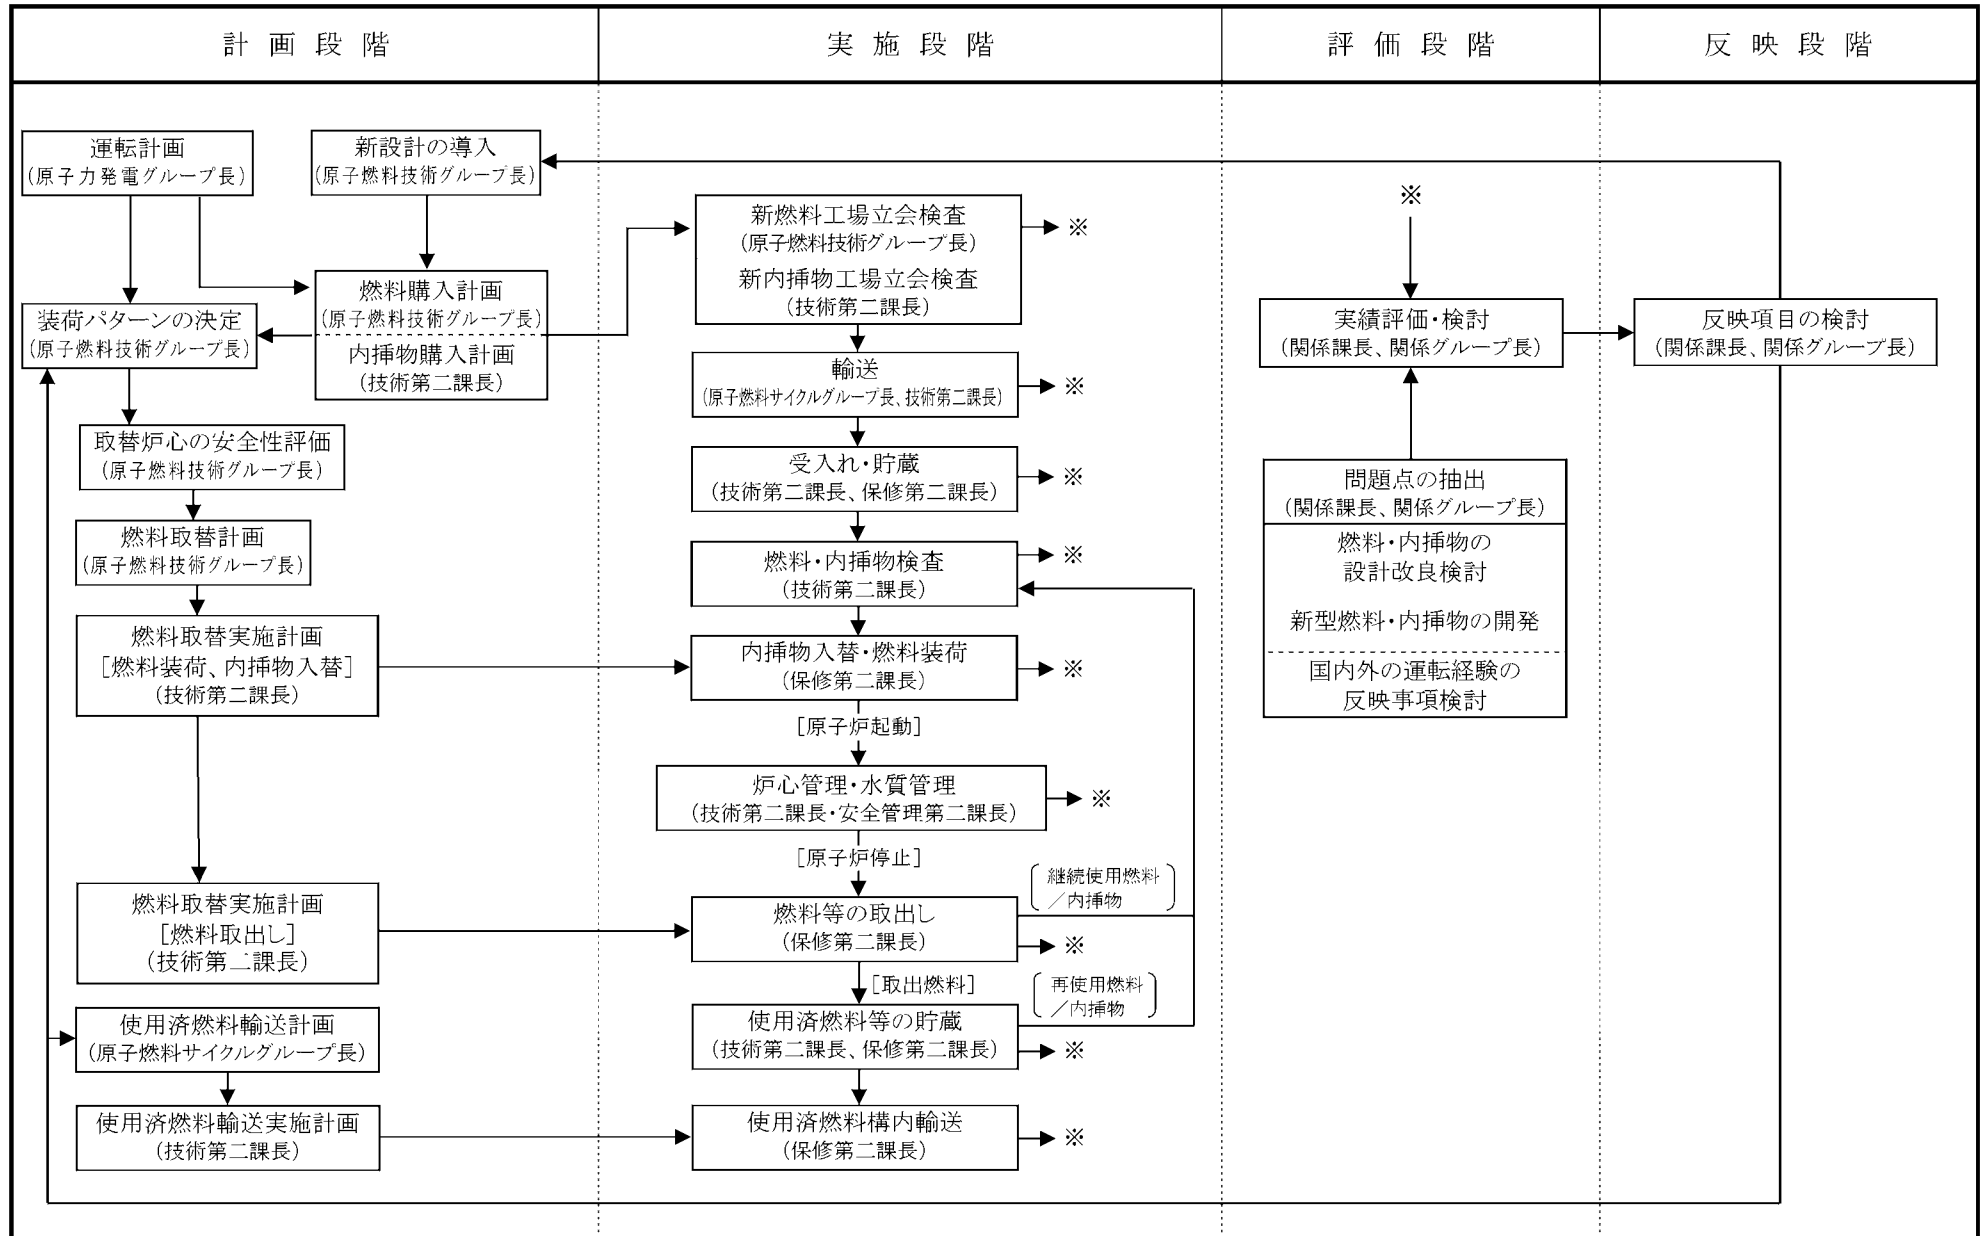 計画段階
実施段階
評価段階
反映段階
運転計画
(原子力発電グループ長)
新設計の導入
(原子燃料技術グループ長)
燃料購入計画
(原子燃料技術グループ長)
内挿物購入計画
(技術第二課長)
装荷パターンの決定
(原子燃料技術グループ長)
取替炉心の安全性評価
(原子燃料技術グループ長)
燃料取替計画
(原子燃料技術グループ長)
燃料取替実施計画
[燃料装荷、内挿物入替]
(技術第二課長)
燃料取替実施計画
[燃料取出し]
(技術第二課長)
使用済燃料輸送計画
(原子燃料サイクルグループ長)
使用済燃料輸送実施計画
(技術第二課長)
新燃料工場立会検査
(原子燃料技術グループ長)
新内挿物工場立会検査
(技術第二課長)
※
輸送
(原子燃料サイクルグループ長、技術第二課長)
※
受入れ・貯蔵
(技術第二課長、保修第二課長)
※
燃料・内挿物検査
(技術第二課長)
※
内挿物入替・燃料装荷
(保修第二課長)
※
[原子炉起動]
炉心管理・水質管理
(技術第二課長・安全管理第二課長)
※
[原子炉停止]
継続使用燃料
/内挿物
燃料等の取出し
(保修第二課長)
※
[取出燃料]
再使用燃料
/内挿物
使用済燃料等の貯蔵
(技術第二課長、保修第二課長)
※
使用済燃料構内輸送
(保修第二課長)
※
※
実績評価・検討
(関係課長、関係グループ長)
問題点の抽出
(関係課長、関係グループ長)
燃料・内挿物の
設計改良検討
新型燃料・内挿物の開発
国内外の運転経験の
反映事項検討
反映項目の検討
(関係課長、関係グループ長)